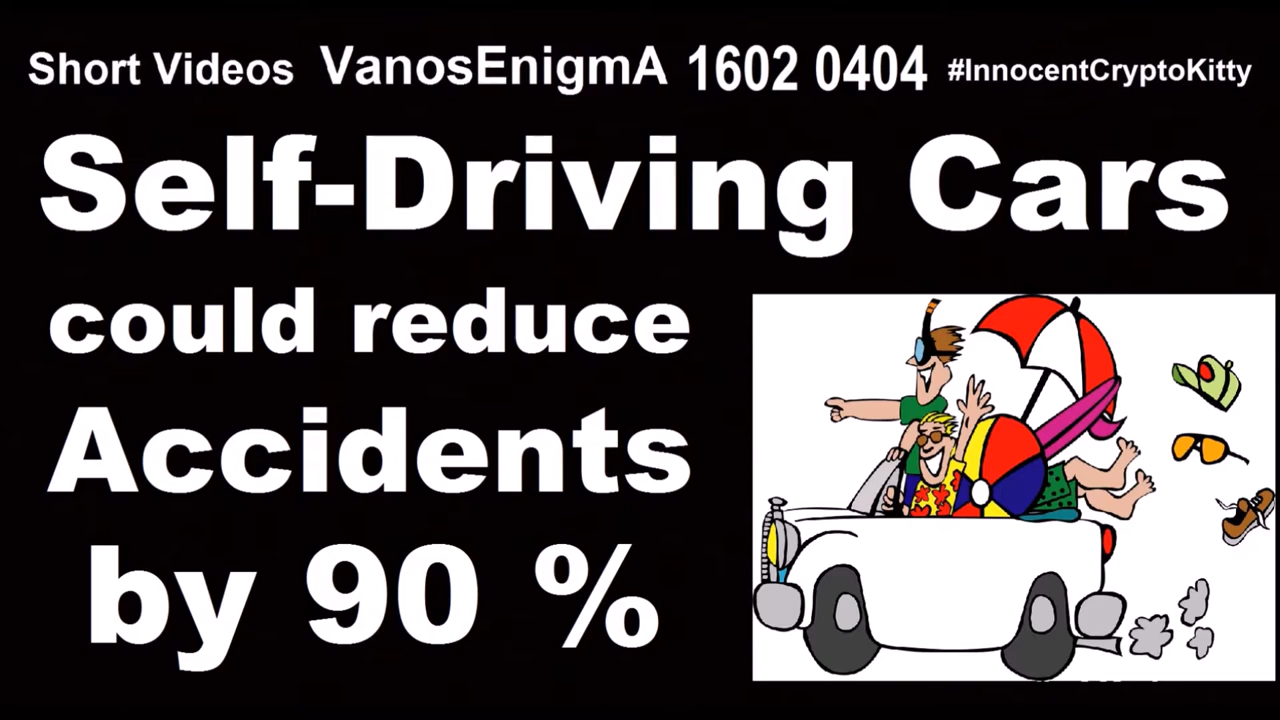 Short Videos VanosEnigmA 1602 0404 #InnocentCryptoKitty
Self-Driving Cars
could reduce
Accidents
by 90 %